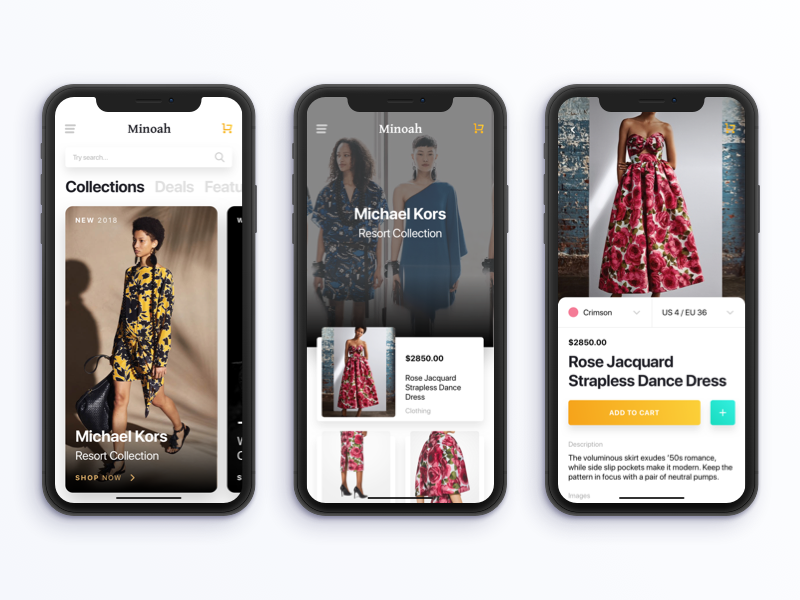 Minoah
Try search...
Collections Deals Featu
NEW 2018
W
Michael Kors
Resort Collection
SHOP NOW
Minoah
Michael Kors
Resort Collection
$2850.00
Rose Jacquard
Strapless Dance
Dress
Clothing
Crimson
US 4 / EU 36
$2850.00
Rose Jacquard
Strapless Dance Dress
ADD TO CART
+
Description
The voluminous skirt exudes '50s romance,
while side slip pockets make it modern. Keep the
pattern in focus with a pair of neutral pumps.
Images